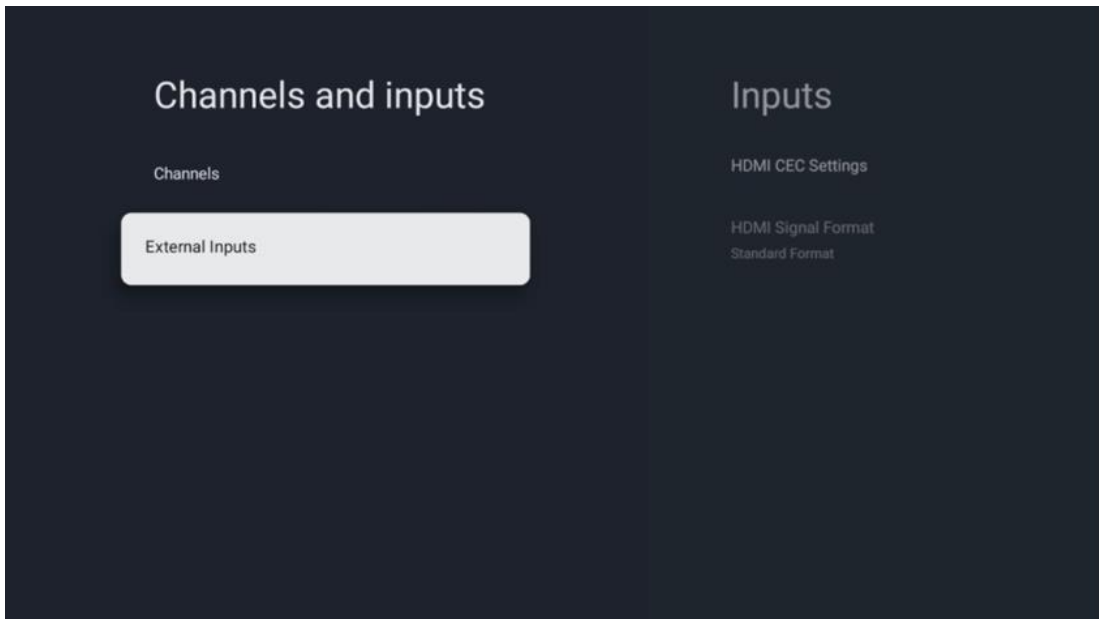 Channels and inputs
Channels
External Inputs
Inputs
HDMI CEC Settings
HDMI Signal Format
Standard Format